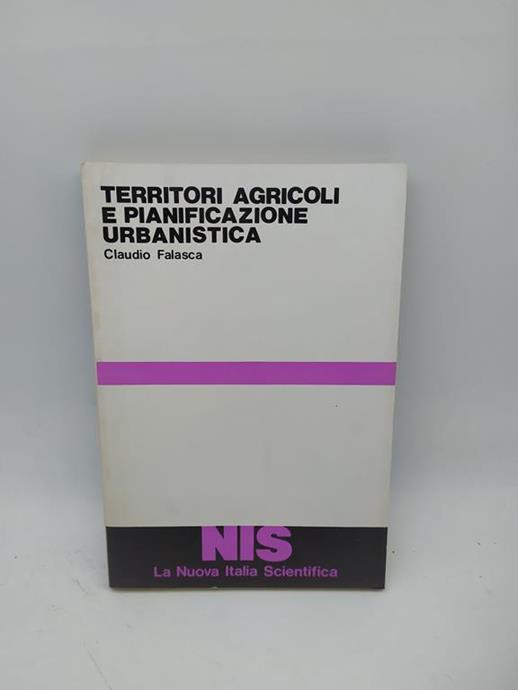 TERRITORI AGRICOLI
E PIANIFICAZIONE
URBANISTICA
Claudio Falasca
NIS
La Nuova Italia Scientifica